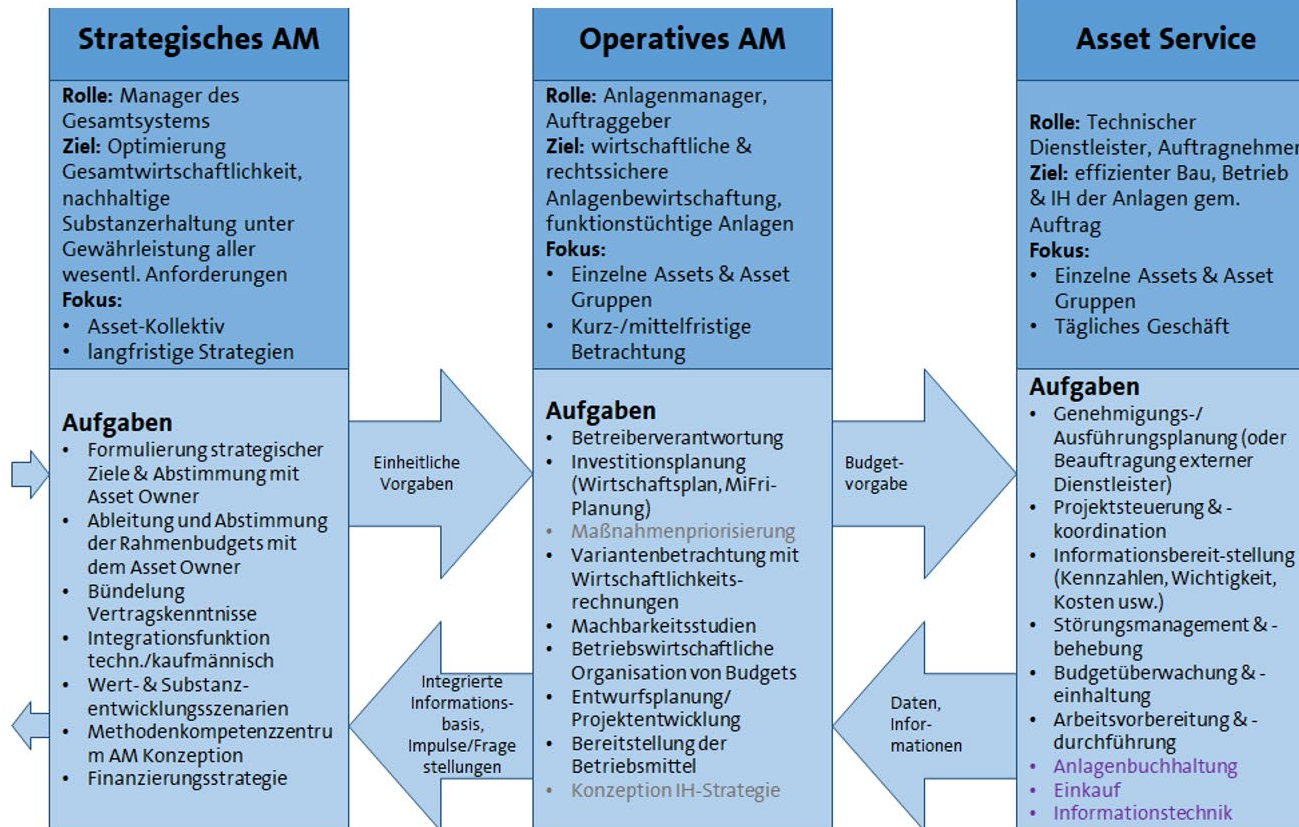 Strategisches AM
Rolle: Manager des
Gesamtsystems
Ziel: Optimierung
Gesamtwirtschaftlichkeit,
nachhaltige
Substanzerhaltung unter
Gewährleistung aller
wesentl. Anforderungen
Fokus:
• Asset-Kollektiv
• langfristige Strategien
Aufgaben
• Formulierung strategischer
Ziele & Abstimmung mit
Asset Owner
• Ableitung und Abstimmung
der Rahmenbudgets mit
dem Asset Owner
• Bündelung
Vertragskenntnisse
• Integrationsfunktion
techn./kaufmännisch
• Wert- & Substanz-
entwicklungsszenarien
• Methodenkompetenzzentru
m AM Konzeption
• Finanzierungsstrategie
Einheitliche
Vorgaben
Integrierte
Informations-
basis,
Impulse/Frage
stellungen
Operatives AM
Rolle: Anlagenmanager,
Auftraggeber
Ziel: wirtschaftliche &
rechtssichere
Anlagenbewirtschaftung,
funktionstüchtige Anlagen
Fokus:
• Einzelne Assets & Asset
Gruppen
• Kurz-/mittelfristige
Betrachtung
Aufgaben
• Betreiberverantwortung
• Investitionsplanung
(Wirtschaftsplan, MiFri-
Planung)
• Maßnahmenpriorisierung
• Variantenbetrachtung mit
Wirtschaftlichkeits-
rechnungen
• Machbarkeitsstudien
• Betriebswirtschaftliche
Organisation von Budgets
• Entwurfsplanung/
Projektentwicklung
• Bereitstellung der
Betriebsmittel
• Konzeption IH-Strategie
Budget-
vorgabe
Daten,
Infor-
mationen
Asset Service
Rolle: Technischer
Dienstleister, Auftragnehmer
Ziel: effizienter Bau, Betrieb
& IH der Anlagen gem.
Auftrag
Fokus:
• Einzelne Assets & Asset
Gruppen
• Tägliches Geschäft
Aufgaben
• Genehmigungs-/
Ausführungsplanung (oder
Beauftragung externer
Dienstleister)
• Projektsteuerung & -
koordination
• Informationsbereit-stellung
(Kennzahlen, Wichtigkeit,
Kosten usw.)
• Störungsmanagement & -
behebung
• Budgetüberwachung & -
einhaltung
• Arbeitsvorbereitung & -
durchführung
• Anlagenbuchhaltung
• Einkauf
• Informationstechnik